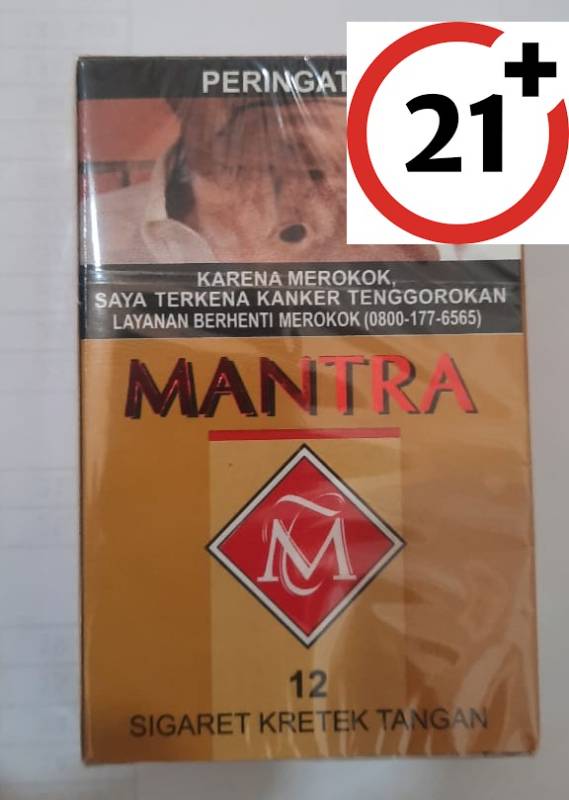 PERINGAT
21+
KARENA MEROKOK,
SAYA TERKENA KANKER TENGGOROKAN
LAYANAN BERHENTI MEROKOK (0800-177-6565)
MANTRA
M
12
SIGARET KRETEK TANGAN